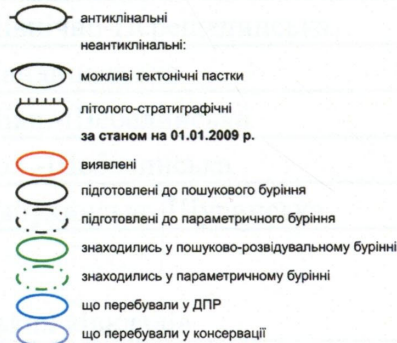 антиклінальні
неантиклінальні:
можливі тектонічні пастки
літолого-стратиграфічні
за станом на 01.01.2009 р.
виявлені
підготовлені до пошукового буріння
підготовлені до параметричного буріння
знаходились у пошуково-розвідувальному бурінні
знаходились у параметричному бурінні
що перебували у ДПР
що перебували у консервації